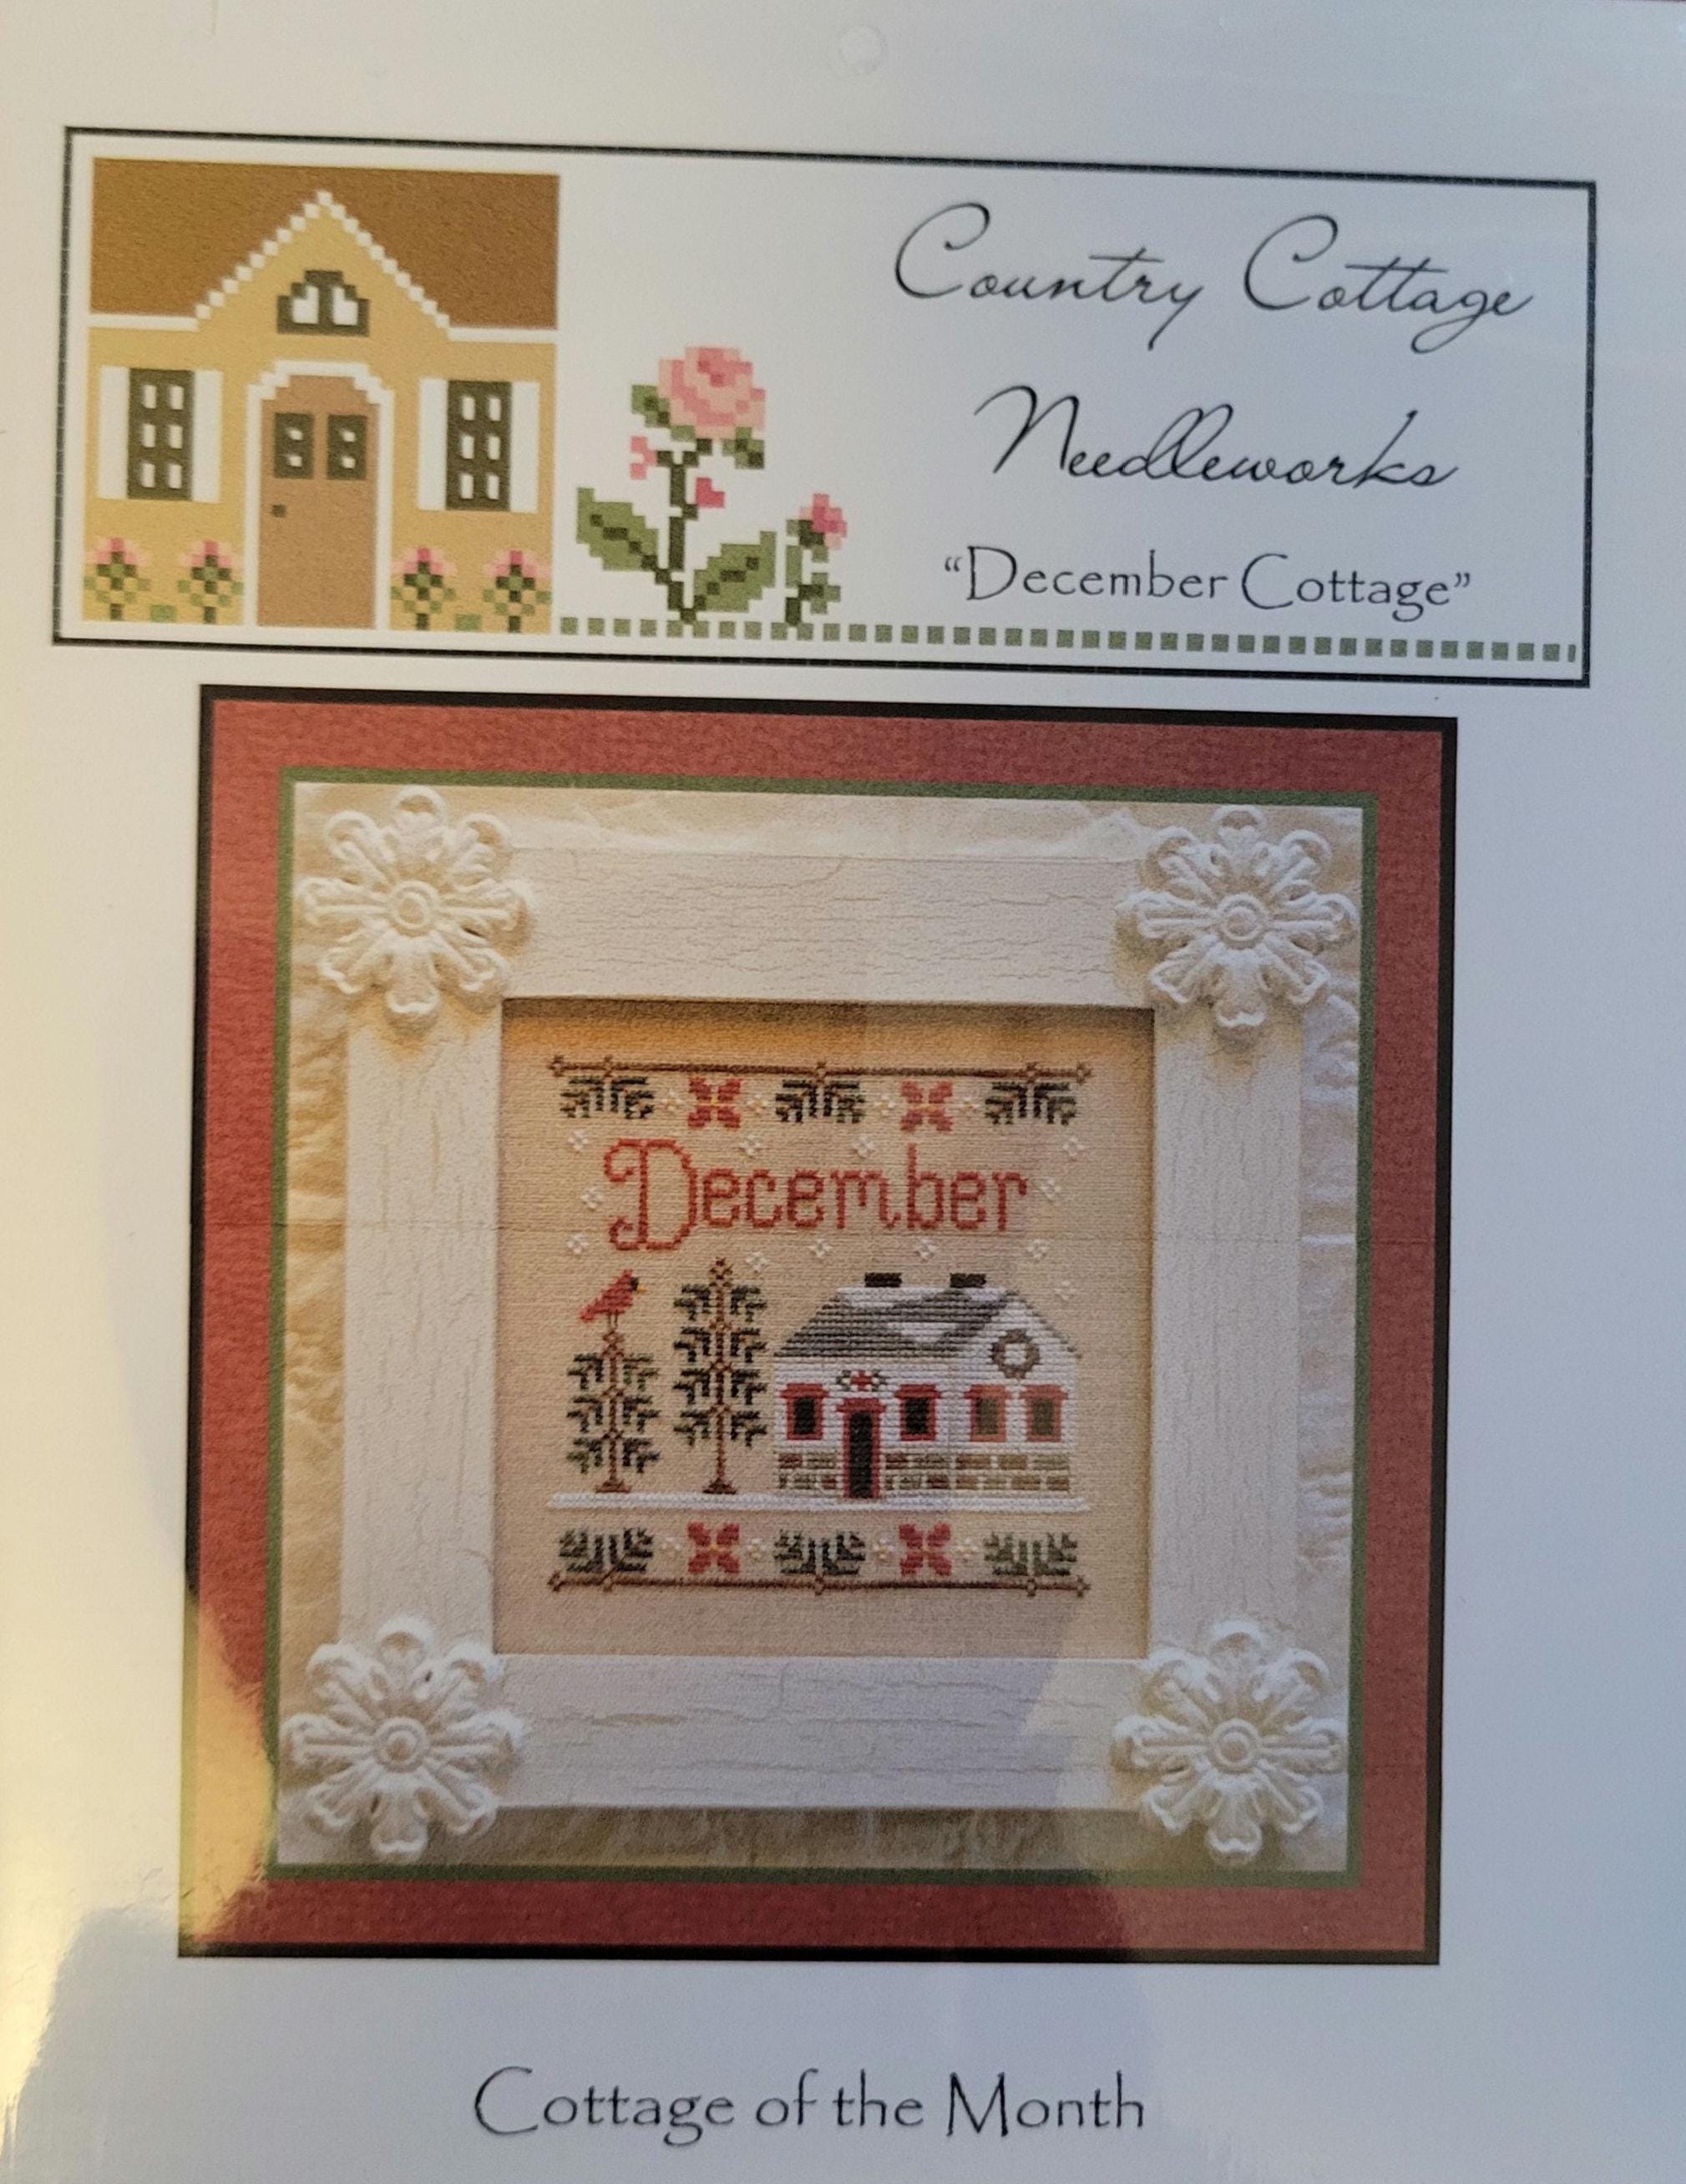 Country Cottage
Needleworks
“December Cottage”
December
Cottage of the Month